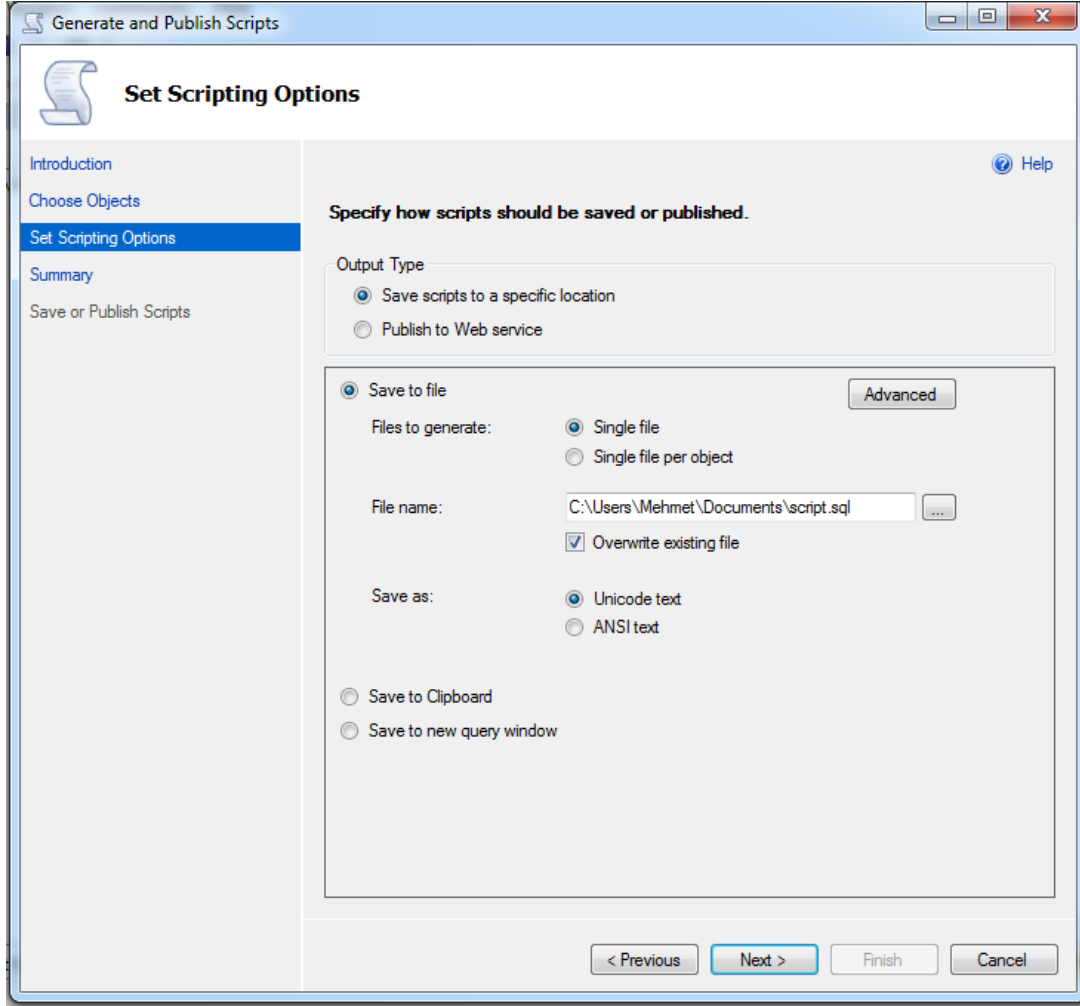 Generate and Publish Scripts
Set Scripting Options
Introduction
Help
Choose Objects
Specify how scripts should be saved or published.
Set Scripting Options
Output Type
Summary
Save scripts to a specific location
Save or Publish Scripts
Publish to Web service
Save to file
Advanced
Files to generate:
Single file
Single file per object
File name:
C:\Users\Mehmet\Documents\script.sql
...
Overwrite existing file
Save as:
Unicode text
ANSI text
Save to Clipboard
Save to new query window
< Previous
Next >
Finish
Cancel